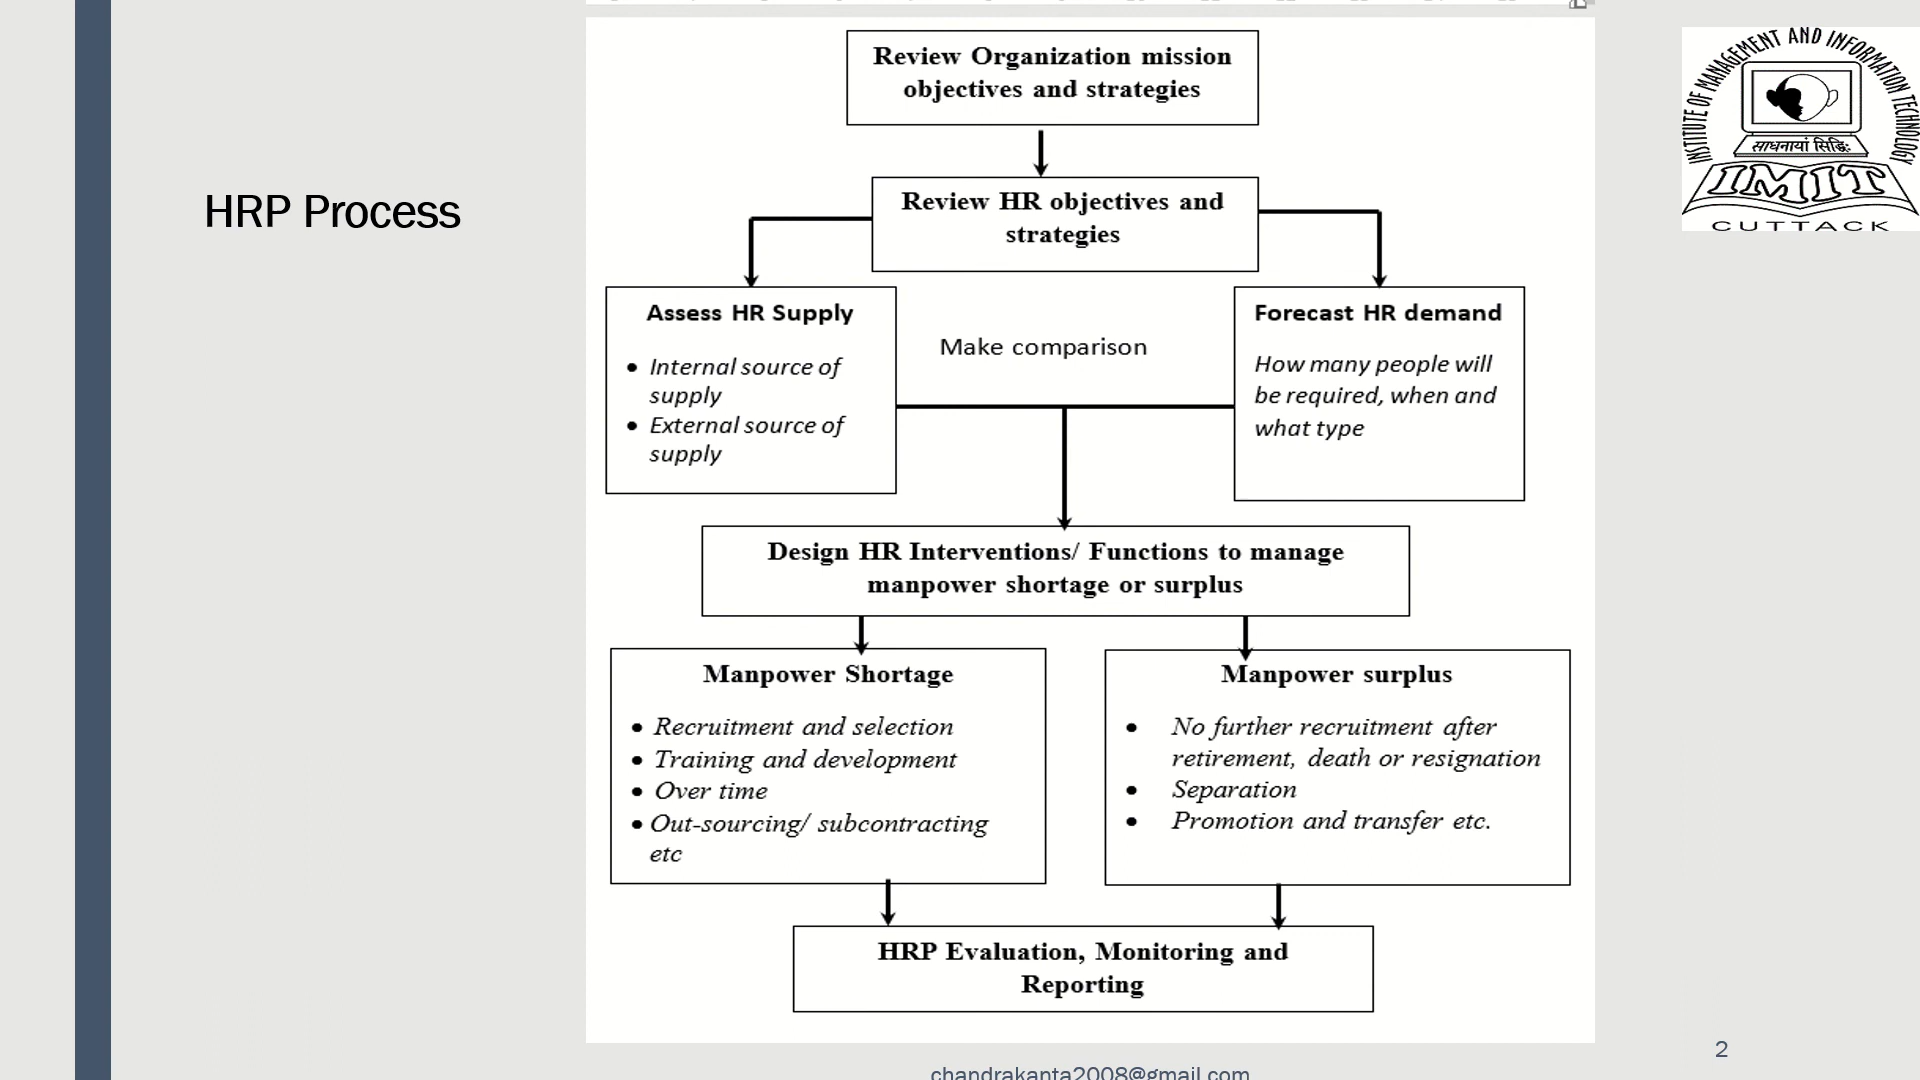 HRP Process
Review Organization mission
objectives and strategies
Review HR objectives and
strategies
Assess HR Supply
• Internal source of
supply
• External source of
supply
Make comparison
Forecast HR demand
How many people will
be required, when and
what type
Design HR Interventions/ Functions to manage
manpower shortage or surplus
Manpower Shortage
• Recruitment and selection
• Training and development
• Over time
• Out-sourcing/ subcontracting
etc
Manpower surplus
• No further recruitment after
retirement, death or resignation
• Separation
• Promotion and transfer etc.
HRP Evaluation, Monitoring and
Reporting
INSTITUTE OF MANAGEMENT AND INFORMATION TECHNOLOGY
साधनायां सिद्धिः
IMIT
CUTTACK
2
chandrakanta2008@gmail.com